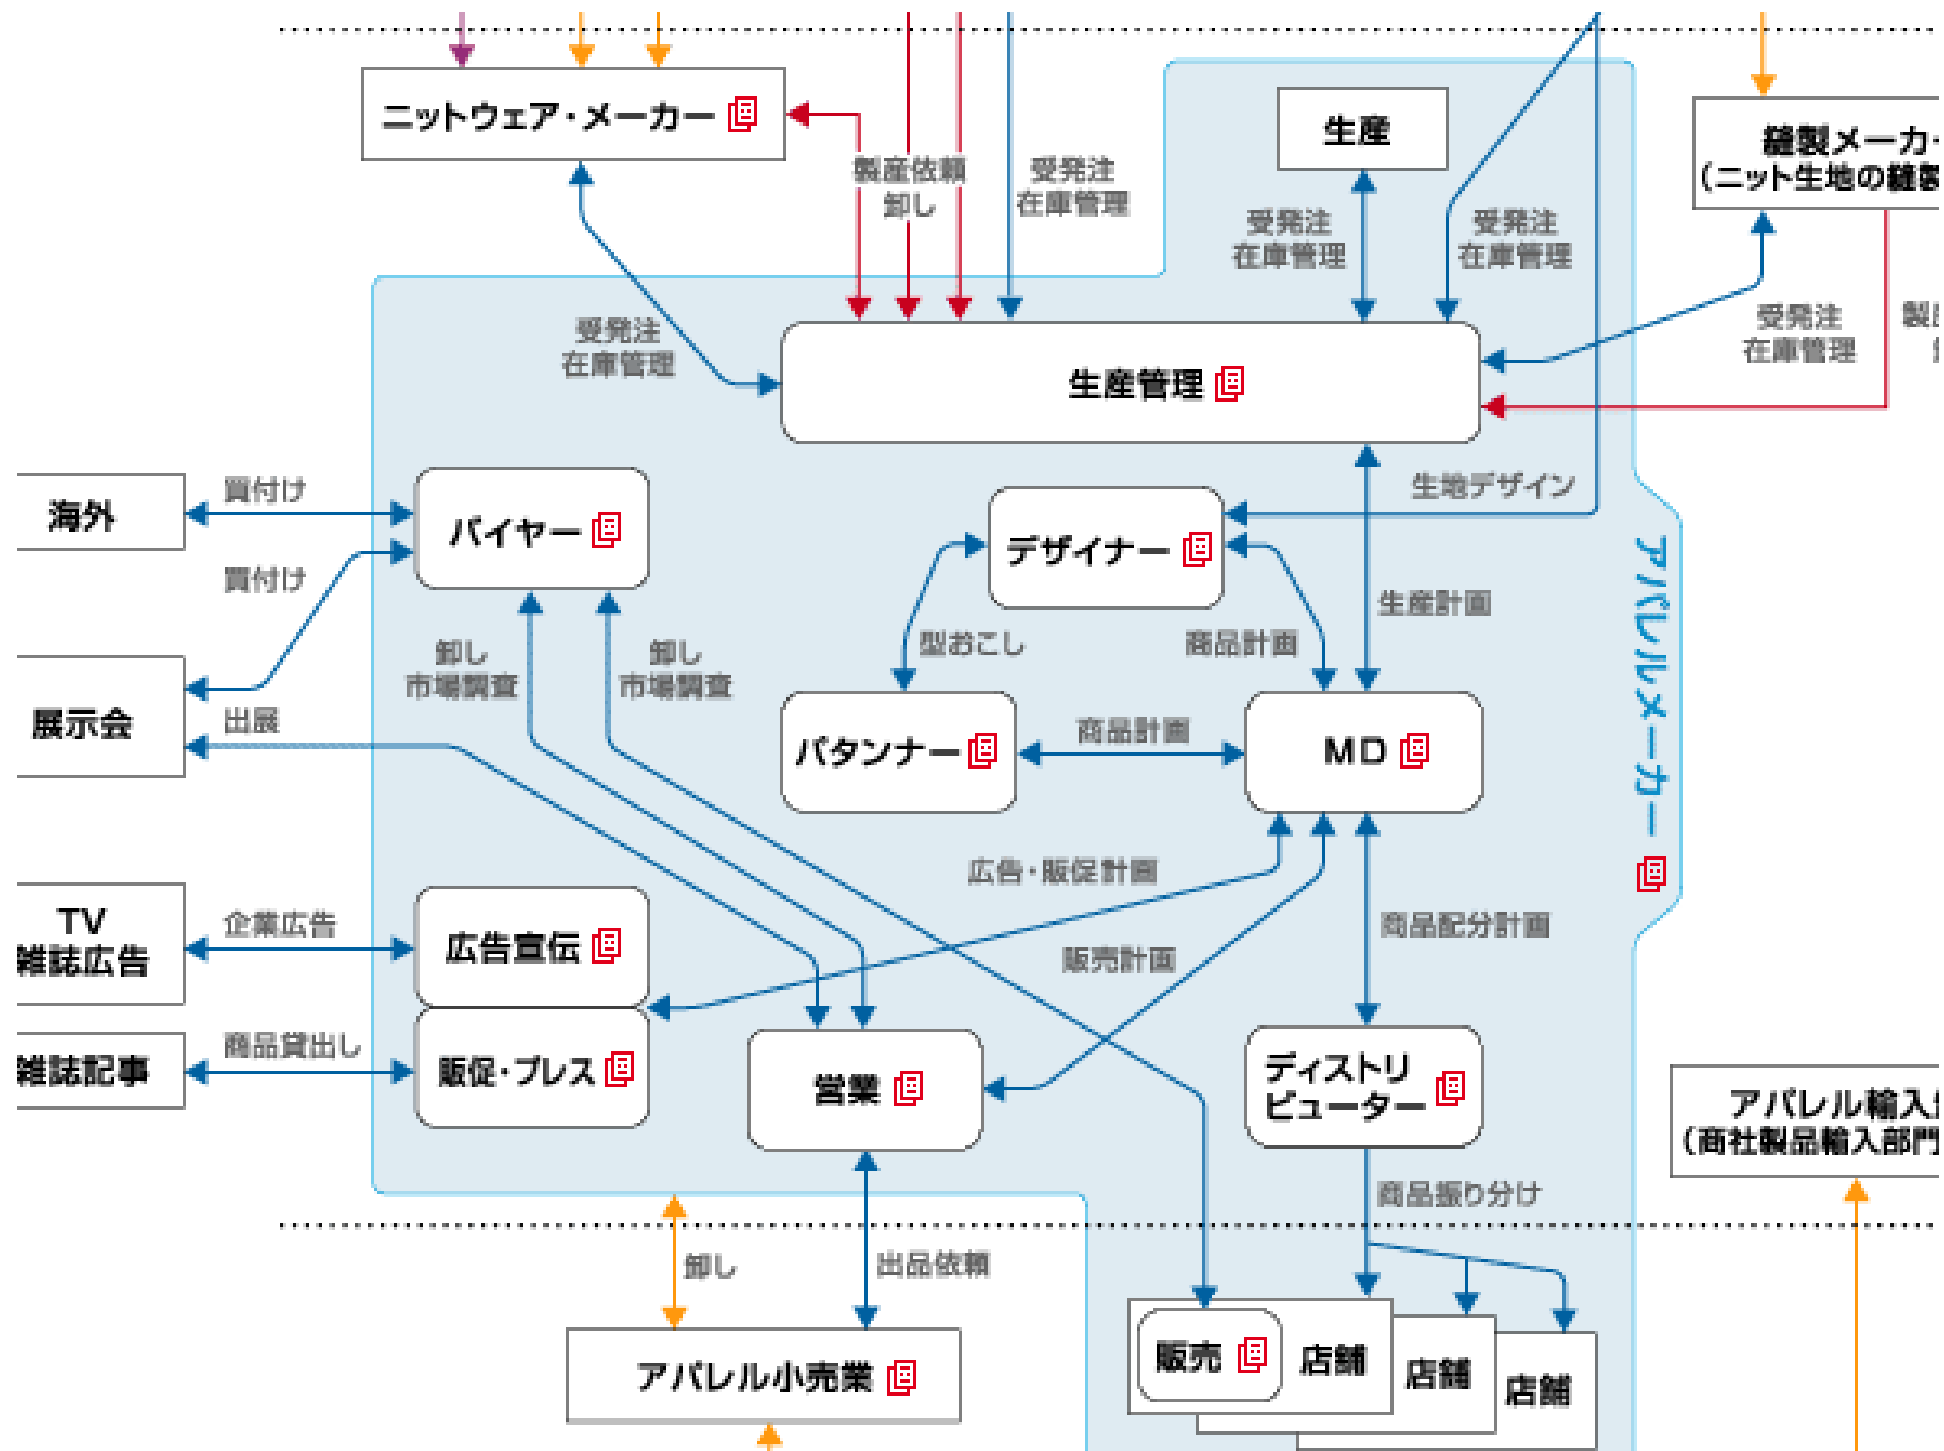 ニットウェア・メーカー
生産
縫製メーカー
(ニット生地の縫製
製産依頼
卸し
受発注
在庫管理
受発注
在庫管理
受発注
在庫管理
受発注
在庫管理
受発注
在庫管理
生産管理
海外
買付け
バイヤー
生地デザイン
デザイナー
買付け
生産計画
型おこし
商品計画
卸し
市場調査
卸し
市場調査
アパレルメーカー
展示会
出展
パタンナー
商品計画
MD
広告・販促計画
TV
雑誌広告
企業広告
広告宣伝
商品配分計画
販売計画
雑誌記事
商品貸出し
販促・プレス
営業
ディストリ
ビューター
アパレル輸入
(商社製品輸入部門
商品振り分け
卸し
出品依頼
アパレル小売業
販売
店舗
店舗
店舗